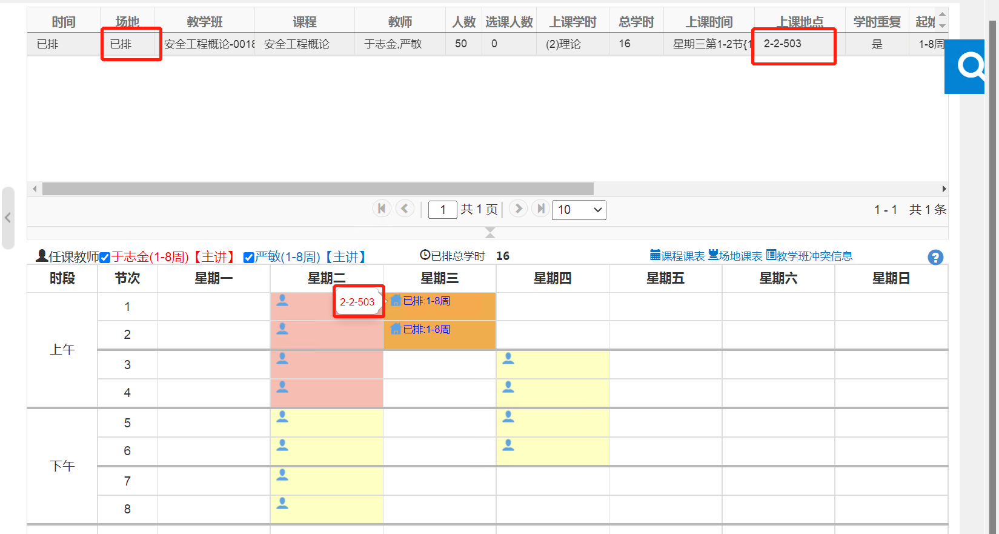 时间 场地 教学班 课程 教师 人数 选课人数 上课学时 总学时 上课时间 上课地点 学时重复 起始
已排 已排 安全工程概论-0018 安全工程概论 于志金,严敏 50 0 (2)理论 16 星期三第1-2节{1 2-2-503 是 1-8周
1 共 1 页 10 1 - 1 共 1 条
任课教师 于志金(1-8周)【主讲】 严敏(1-8周)【主讲】 已排总学时 16 课程课表 场地课表 教学班冲突信息 ?
时段 节次 星期一 星期二 星期三 星期四 星期五 星期六 星期日
上午
1 2-2-503 已排:1-8周
2 已排:1-8周
3
4
下午
5
6
7
8